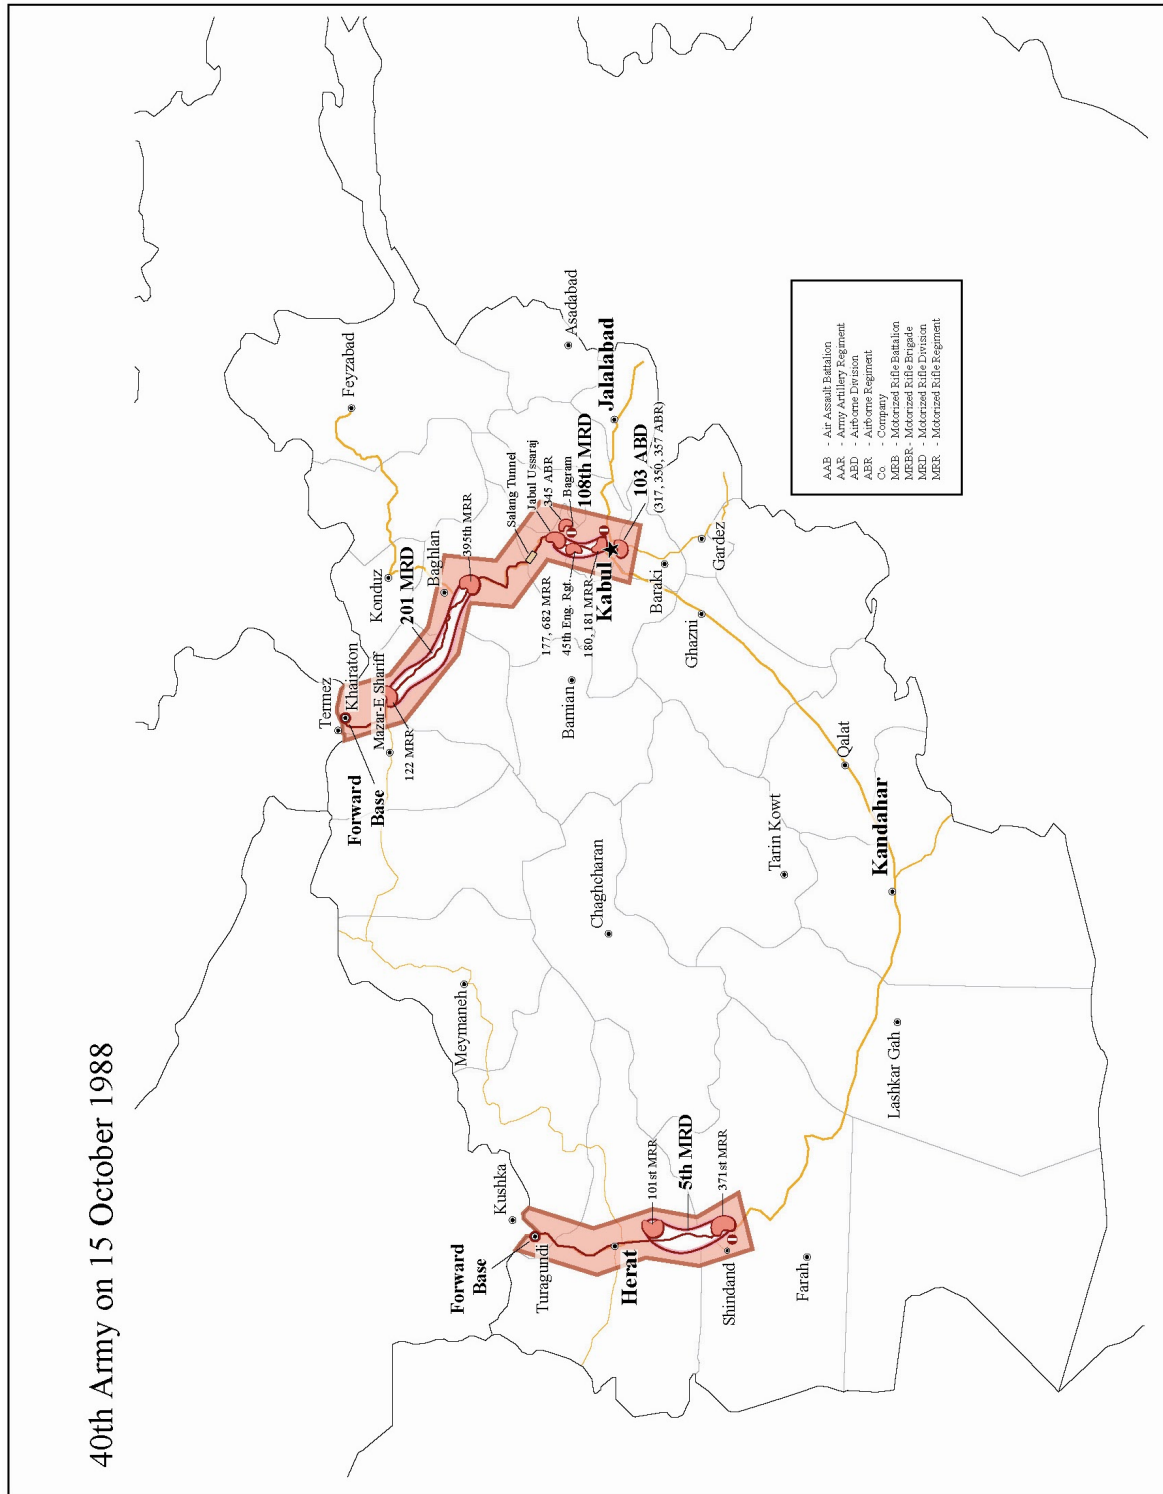 40th Army on 15 October 1988
Termez
Khairaton
Forward
Base
Mazar-E Shariff
122 MRR
Konduz
201 MRD
Baghlan
395th MRR
Feyzabad
Salang Tunnel
Jabul Ussaraj
345 ABR
Bagram
108th MRD
177, 682 MRR
45th Eng. Rgt.
180, 181 MRR
Kabul
Asadabad
Jalalabad
103 ABD
(317, 350, 357 ABR)
Baraki
Gardez
Ghazni
Bamian
Chaghcharan
Meymaneh
Kushka
Forward
Base
Turagundi
Herat
101st MRR
5th MRD
371st MRR
Shindand
Farah
Tarin Kowt
Qalat
Kandahar
Lashkar Gah
AAB - Air Assault Battalion
AAR - Army Artillery Regiment
ABD - Airborne Division
ABR - Airborne Regiment
Co. - Company
MRB - Motorized Rifle Battalion
MRBR - Motorized Rifle Brigade
MRD - Motorized Rifle Division
MRR - Motorized Rifle Regiment